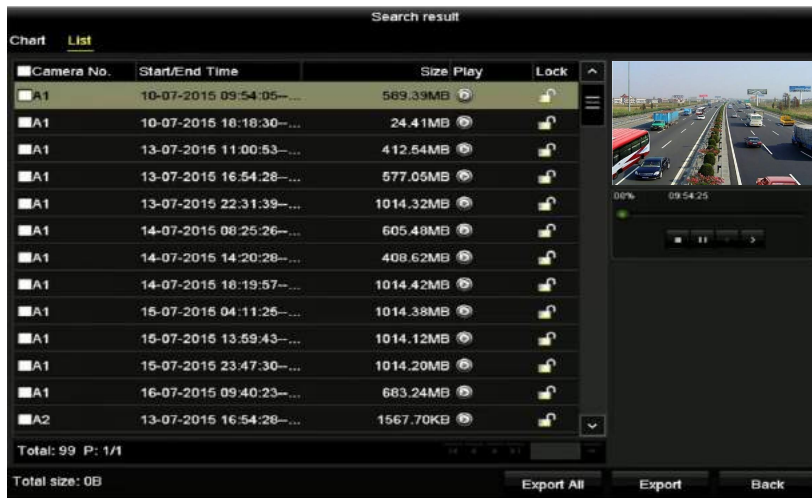 Search result
Chart List
Camera No. Start/End Time Size Play Lock
A1 10-07-2015 09:54:05--... 589.39MB
A1 10-07-2015 18:18:30--... 24.41MB
A1 13-07-2015 11:00:53--... 412.54MB
A1 13-07-2015 16:54:28--... 577.05MB
A1 13-07-2015 22:31:39--... 1014.32MB
A1 14-07-2015 08:25:26--... 605.48MB
A1 14-07-2015 14:20:28--... 408.62MB
A1 14-07-2015 18:19:57--... 1014.42MB
A1 15-07-2015 04:11:25--... 1014.38MB
A1 15-07-2015 13:59:43--... 1014.12MB
A1 15-07-2015 23:47:30--... 1014.20MB
A1 16-07-2015 09:40:23--... 683.24MB
A2 13-07-2015 16:54:28--... 1567.70KB
00% 09:54:25
Total: 99 P: 1/1
Total size: 0B
Export All Export Back